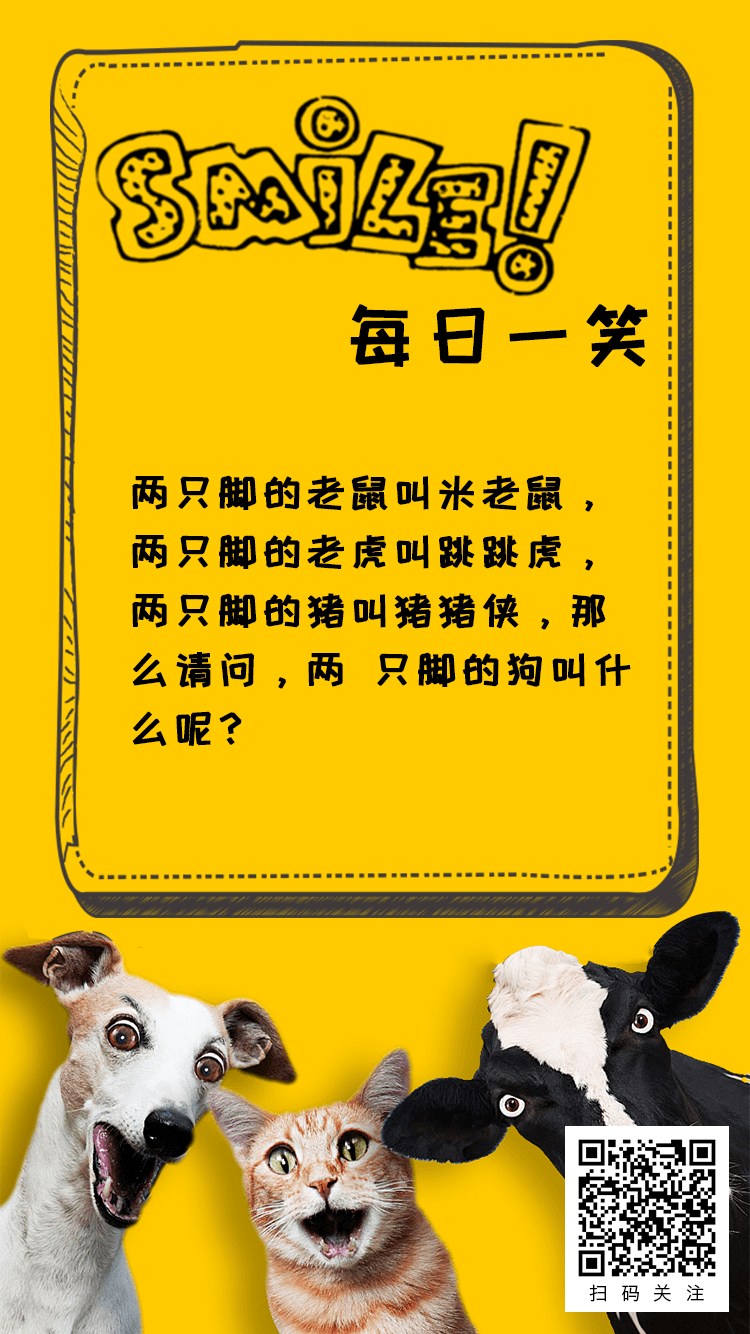 SMiLE!
每日一笑
两只脚的老鼠叫米老鼠，
两只脚的老虎叫跳跳虎，
两只脚的猪叫猪猪侠，那
么请问，两 只脚的狗叫什
么呢？
扫码关注